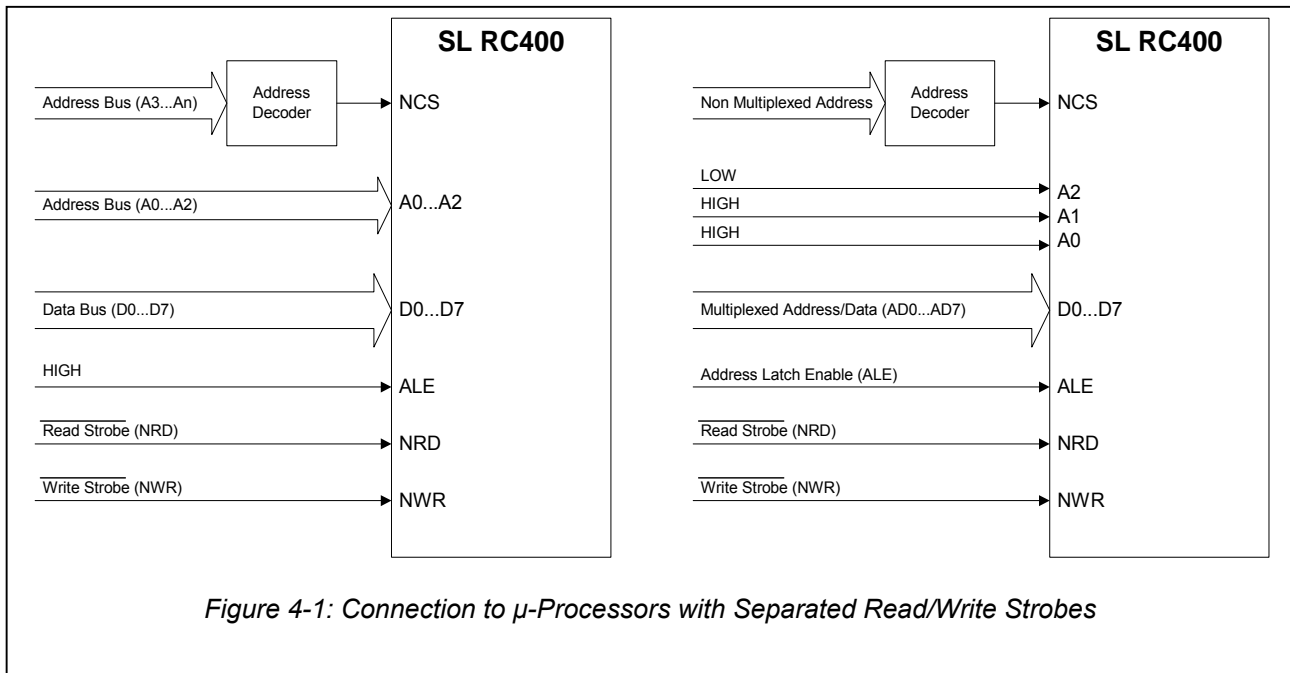 SL RC400
Address Bus (A3...An)
Address
Decoder
NCS
Address Bus (A0...A2)
A0...A2
Data Bus (D0...D7)
D0...D7
HIGH
ALE
Read Strobe (NRD)
NRD
Write Strobe (NWR)
NWR
SL RC400
Non Multiplexed Address
Address
Decoder
NCS
LOW
A2
HIGH
A1
HIGH
A0
Multiplexed Address/Data (AD0...AD7)
D0...D7
Address Latch Enable (ALE)
ALE
Read Strobe (NRD)
NRD
Write Strobe (NWR)
NWR
Figure 4-1: Connection to µ-Processors with Separated Read/Write Strobes